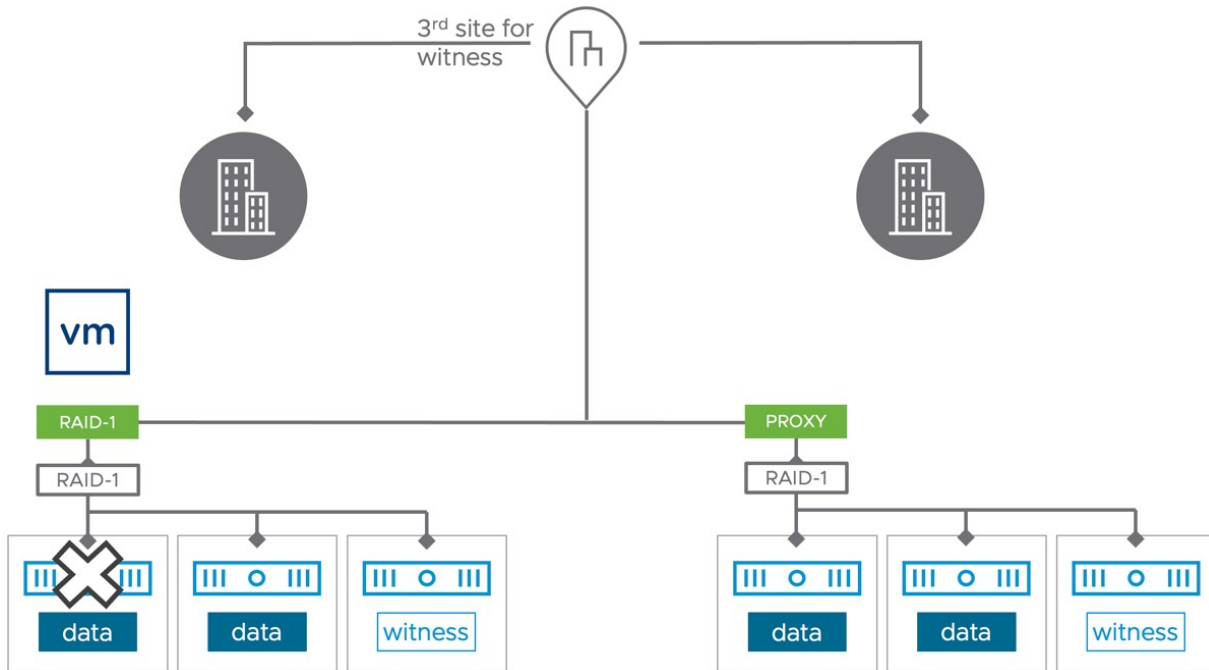 3rd site for
witness
vm
RAID-1
PROXY
RAID-1
RAID-1
data
data
witness
data
data
witness